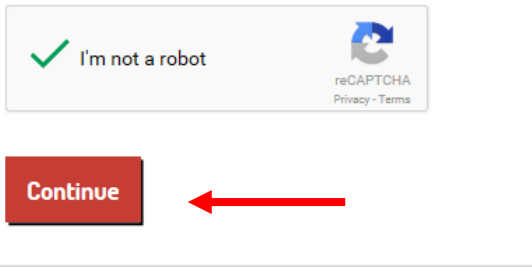 I'm not a robot
reCAPTCHA
Privacy - Terms
Continue